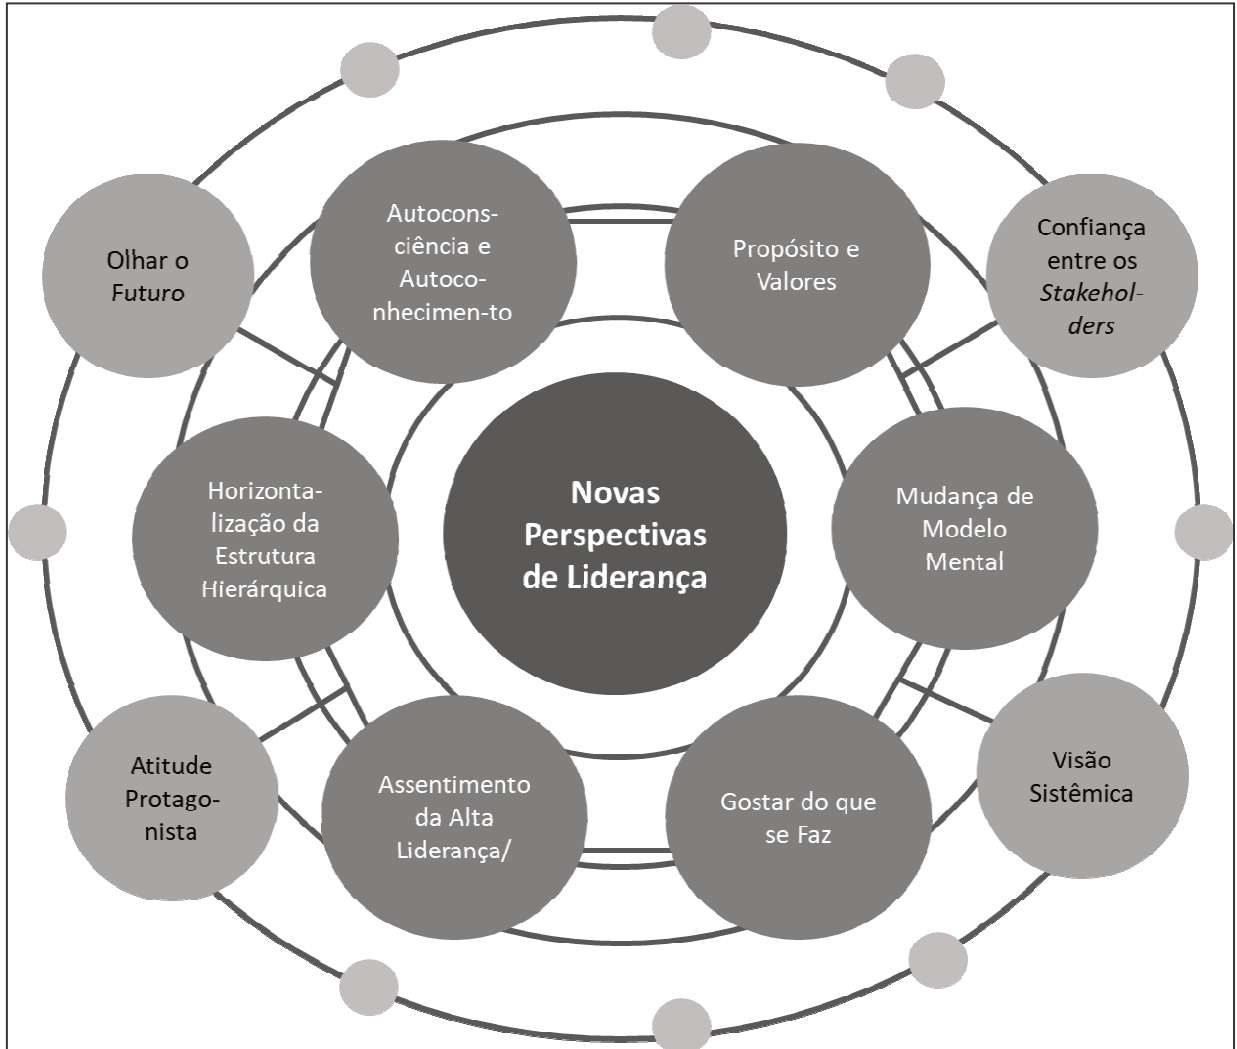 Autocons-
ciência e
Autoco-
nhecimen-to
Propósito e
Valores
Olhar o
Futuro
Confiança
entre os
Stakehol-
ders
Horizonta-
lização da
Estrutura
Hierárquica
Novas
Perspectivas
de Liderança
Mudança de
Modelo
Mental
Atitude
Protago-
nista
Assentimento
da Alta
Liderança/
Gostar do que
se Faz
Visão
Sistêmica